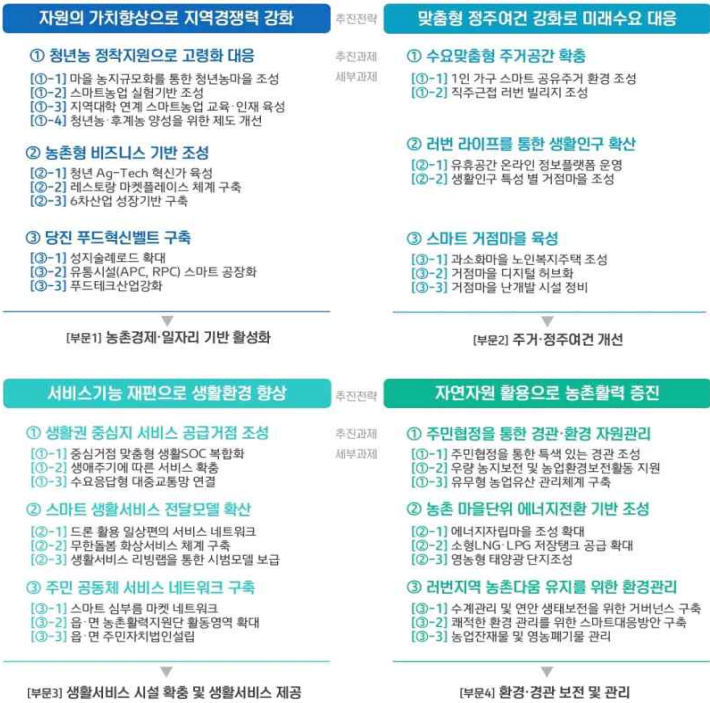 자원의 가치향상으로 지역경쟁력 강화
추진전략
맞춤형 정주여건 강화로 미래수요 대응
① 청년농 정착지원으로 고령화 대응
[①-1] 마을 농지규모화를 통한 청년농마을 조성
[①-2] 스마트농업 실험기반 조성
[①-3] 지역대학 연계 스마트농업 교육·인재 육성
[①-4] 청년농·후계농 양성을 위한 제도 개선
② 농촌형 비즈니스 기반 조성
[②-1] 청년 Ag-Tech 혁신가 육성
[②-2] 레스토랑 마켓플레이스 체계 구축
[②-3] 6차산업 성장기반 구축
③ 당진 푸드혁신벨트 구축
[③-1] 성지술례로드 확대
[③-2] 유통시설(APC, RPC) 스마트 공장화
[③-3] 푸드테크산업강화
[부문1] 농촌경제·일자리 기반 활성화
추진과제
세부과제
① 수요맞춤형 주거공간 확충
[①-1] 1인 가구 스마트 공유주거 환경 조성
[①-2] 직주근접 러번 빌리지 조성
② 러번 라이프를 통한 생활인구 확산
[②-1] 유휴공간 온라인 정보플랫폼 운영
[②-2] 생활인구 특성 별 거점마을 조성
③ 스마트 거점마을 육성
[③-1] 과소화마을 노인복지주택 조성
[③-2] 거점마을 디지털 허브화
[③-3] 거점마을 난개발 시설 정비
[부문2] 주거·정주여건 개선
서비스기능 재편으로 생활환경 향상
추진전략
자연자원 활용으로 농촌활력 증진
① 생활권 중심지 서비스 공급거점 조성
[①-1] 중심거점 맞춤형 생활SOC 복합화
[①-2] 생애주기에 따른 서비스 확충
[①-3] 수요응답형 대중교통망 연결
② 스마트 생활서비스 전달모델 확산
[②-1] 드론 활용 일상편의 서비스 네트워크
[②-2] 무한돌봄 화상서비스 체계 구축
[②-3] 생활서비스 리빙랩을 통한 시범모델 보급
③ 주민 공동체 서비스 네트워크 구축
[③-1] 스마트 심부름 마켓 네트워크
[③-2] 읍·면 농촌활력지원단 활동영역 확대
[③-3] 읍·면 주민자치법인설립
[부문3] 생활서비스 시설 확충 및 생활서비스 제공
추진과제
세부과제
① 주민협정을 통한 경관·환경 자원관리
[①-1] 주민협정을 통한 특색 있는 경관 조성
[①-2] 우량 농지보전 및 농업환경보전활동 지원
[①-3] 유무형 농업유산 관리체계 구축
② 농촌 마을단위 에너지전환 기반 조성
[②-1] 에너지자립마을 조성 확대
[②-2] 소형LNG·LPG 저장탱크 공급 확대
[②-3] 영농형 태양광 단지조성
③ 러번지역 농촌다움 유지를 위한 환경관리
[③-1] 수계관리 및 연안 생태보전을 위한 거버넌스 구축
[③-2] 쾌적한 환경 관리를 위한 스마트대응방안 구축
[③-3] 농업잔재물 및 영농폐기물 관리
[부문4] 환경·경관 보전 및 관리